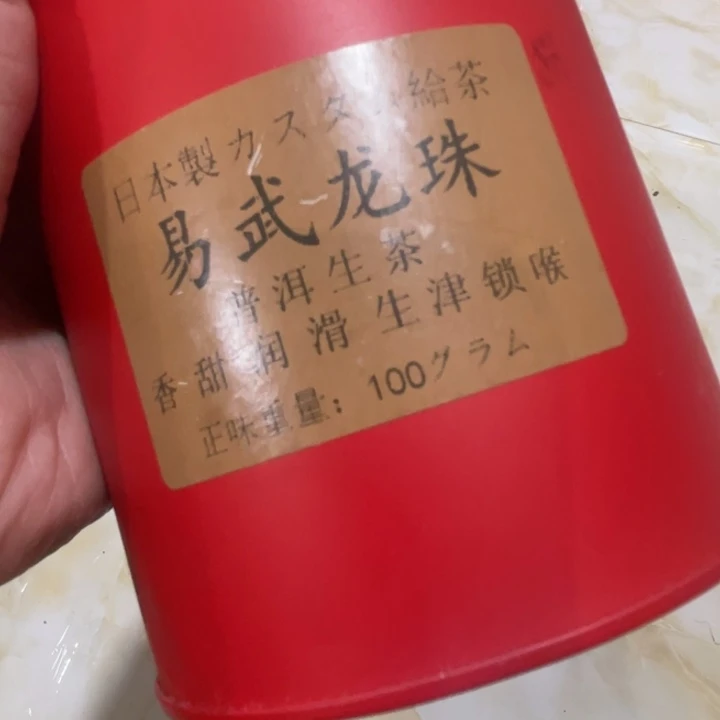 日本製カスタム給茶
易武龙珠
普洱生茶
香甜润滑生津锁喉
正味重量：100グラム